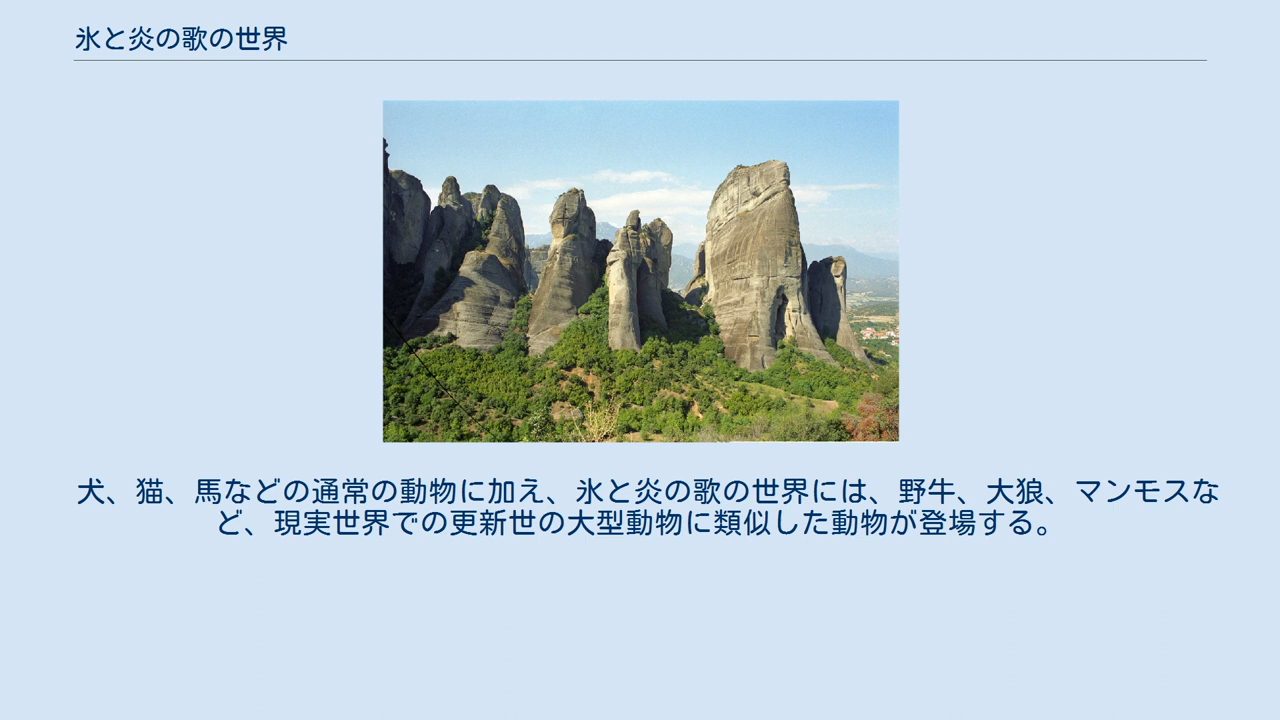 氷と炎の歌の世界
犬、猫、馬などの通常の動物に加え、氷と炎の歌の世界には、野牛、大狼、マンモスな
ど、現実世界での更新世の大型動物に類似した動物が登場する。